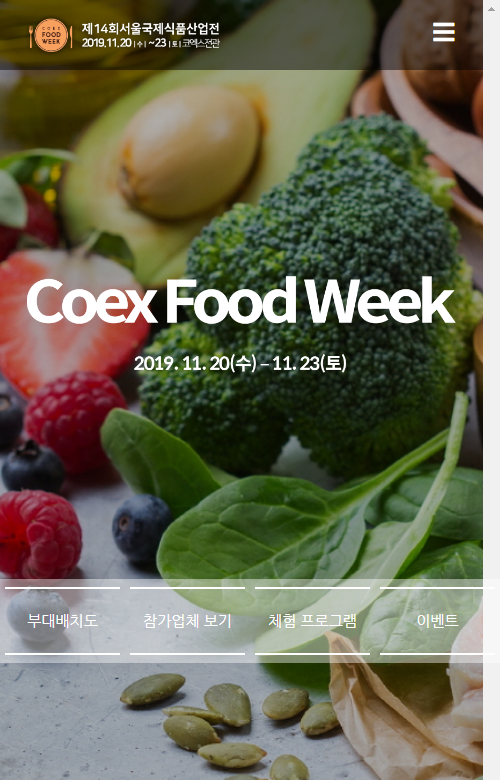 COEX
FOOD
WEEK
제14회서울국제식품산업전
2019.11.20 |수| ~23 |토| 코엑스전관
Coex Food Week
2019. 11. 20(수) – 11. 23(토)
부대배치도
참가업체 보기
체험 프로그램
이벤트